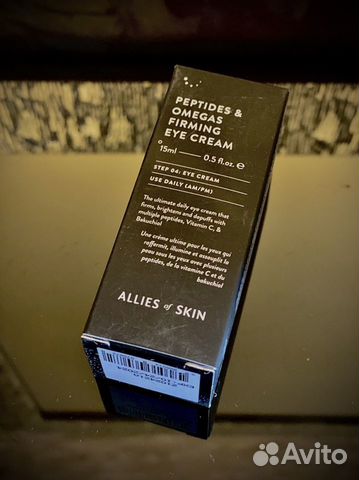 PEPTIDES &
OMEGAS
FIRMING
EYE CREAM
15ml — 0.5 fl.oz. ℮
STEP 04: EYE CREAM
USE DAILY (AM/PM)
The ultimate daily eye cream that
firms, brightens and depuffs with
multiple peptides, Vitamin C, &
Bakuchiol
Une crème ultime pour les yeux qui
raffermit, illumine et assouplit la
peau sous les yeux avec plusieurs
peptides, de la vitamine C et du
bakuchiol
ALLIES of SKIN
Avito